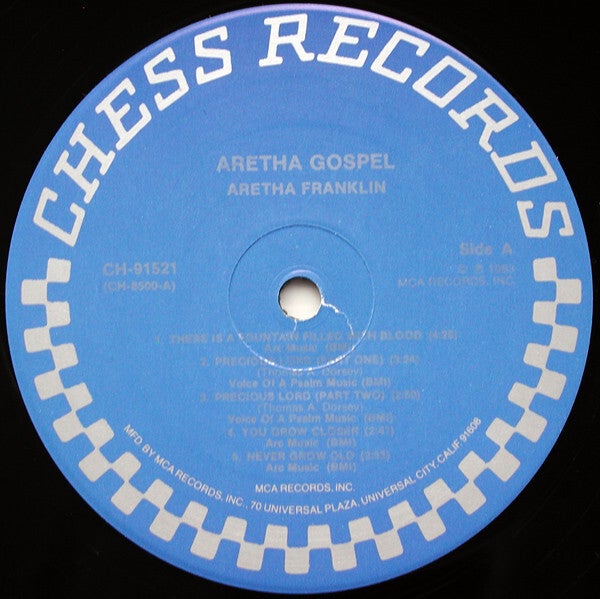 CHESS RECORDS
ARETHA GOSPEL
ARETHA FRANKLIN
CH-91521
(CH-8500-A)
Side A
© ℗ 1983
MCA RECORDS, INC.
1. THERE IS A FOUNTAIN FILLED WITH BLOOD (4:25)
Arc Music (BMI)
2. PRECIOUS LORD (PART ONE) (3:24)
(Thomas A. Dorsey)
Voice Of A Psalm Music (BMI)
3. PRECIOUS LORD (PART TWO)
(Thomas A. Dorsey)
Voice Of A Psalm Music (BMI)
4. YOU GROW CLOSER (2:47)
Arc Music (BMI)
5. NEVER GROW OLD (2:53)
Arc Music (BMI)
MCA RECORDS, INC.
MFD. BY MCA RECORDS, INC., 70 UNIVERSAL PLAZA, UNIVERSAL CITY, CALIF 91608